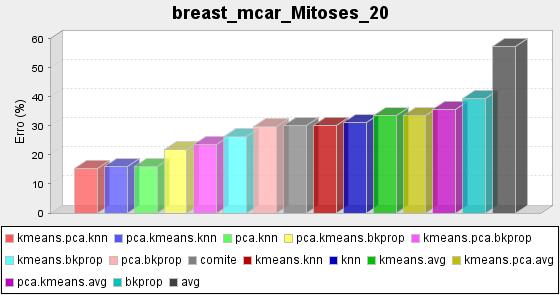 breast_mcar_Mitoses_20
60
50
40
30
20
10
0
Erro (%)
kmeans.pca.knn pca.kmeans.knn pca.knn pca.kmeans.bkprop kmeans.pca.bkprop
kmeans.bkprop pca.bkprop comite kmeans.knn knn kmeans.avg kmeans.pca.avg
pca.kmeans.avg bkprop avg